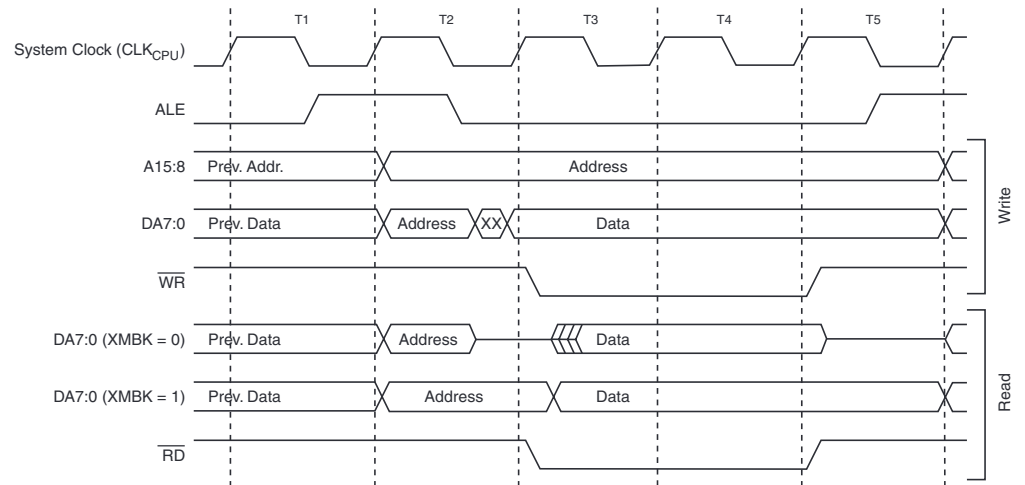 T1 T2 T3 T4 T5
System Clock (CLKCPU)
ALE
A15:8 Prev. Addr. Address
DA7:0 Prev. Data Address XX Data
WR
Write
DA7:0 (XMBK = 0) Prev. Data Address Data
DA7:0 (XMBK = 1) Prev. Data Address Data
RD
Read